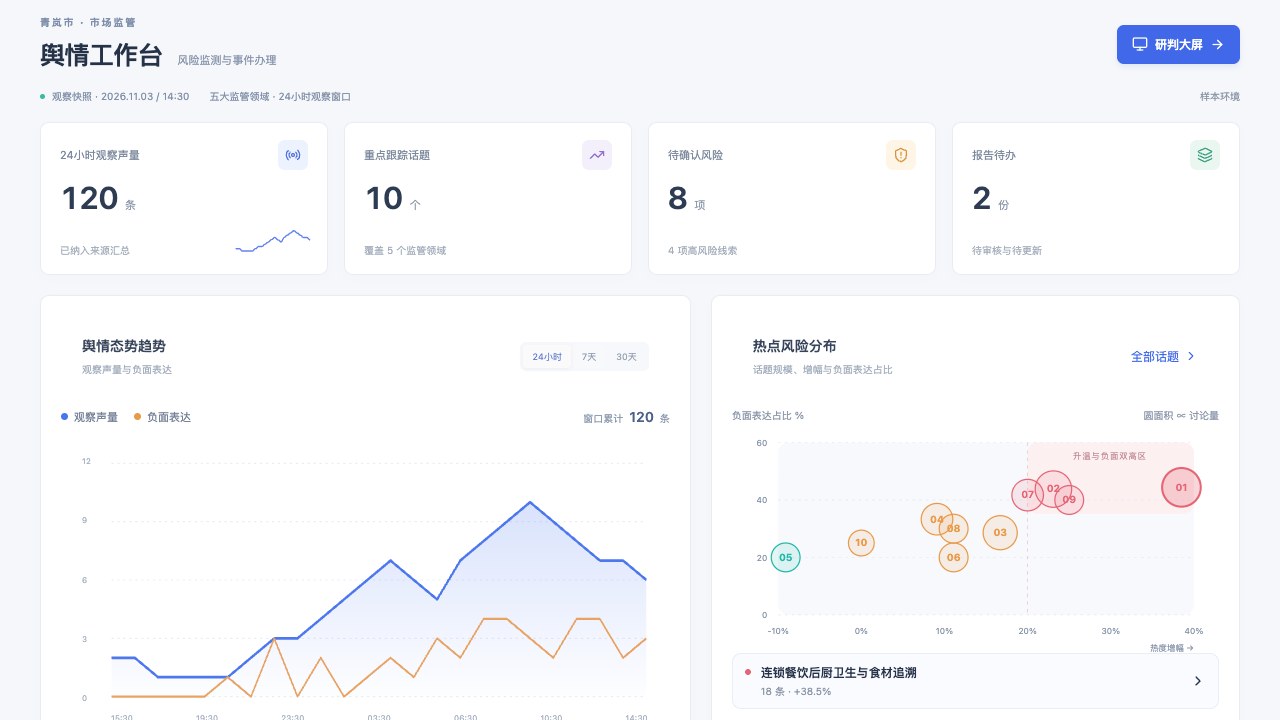 青岚市 · 市场监管
舆情工作台 风险监测与事件办理
研判大屏 →
观察快照 · 2026.11.03 / 14:30 五大监管领域 · 24小时观察窗口
样本环境
24小时观察声量
120 条
已纳入来源汇总
重点跟踪话题
10 个
覆盖 5 个监管领域
待确认风险
8 项
4 项高风险线索
报告待办
2 份
待审核与待更新
舆情态势趋势
观察声量与负面表达
24小时 7天 30天
观察声量 负面表达
窗口累计 120 条
12
9
6
3
0
15:30 19:30 23:30 03:30 06:30 10:30 14:30
热点风险分布
话题规模、增幅与负面表达占比
全部话题
负面表达占比 %
圆面积 ∝ 讨论量
60
40
20
0
升温与负面双高区
01
02
07
09
04
08
03
10
06
05
-10% 0% 10% 20% 30% 40%
热度增幅 →
连锁餐饮后厨卫生与食材追溯
18 条 · +38.5%